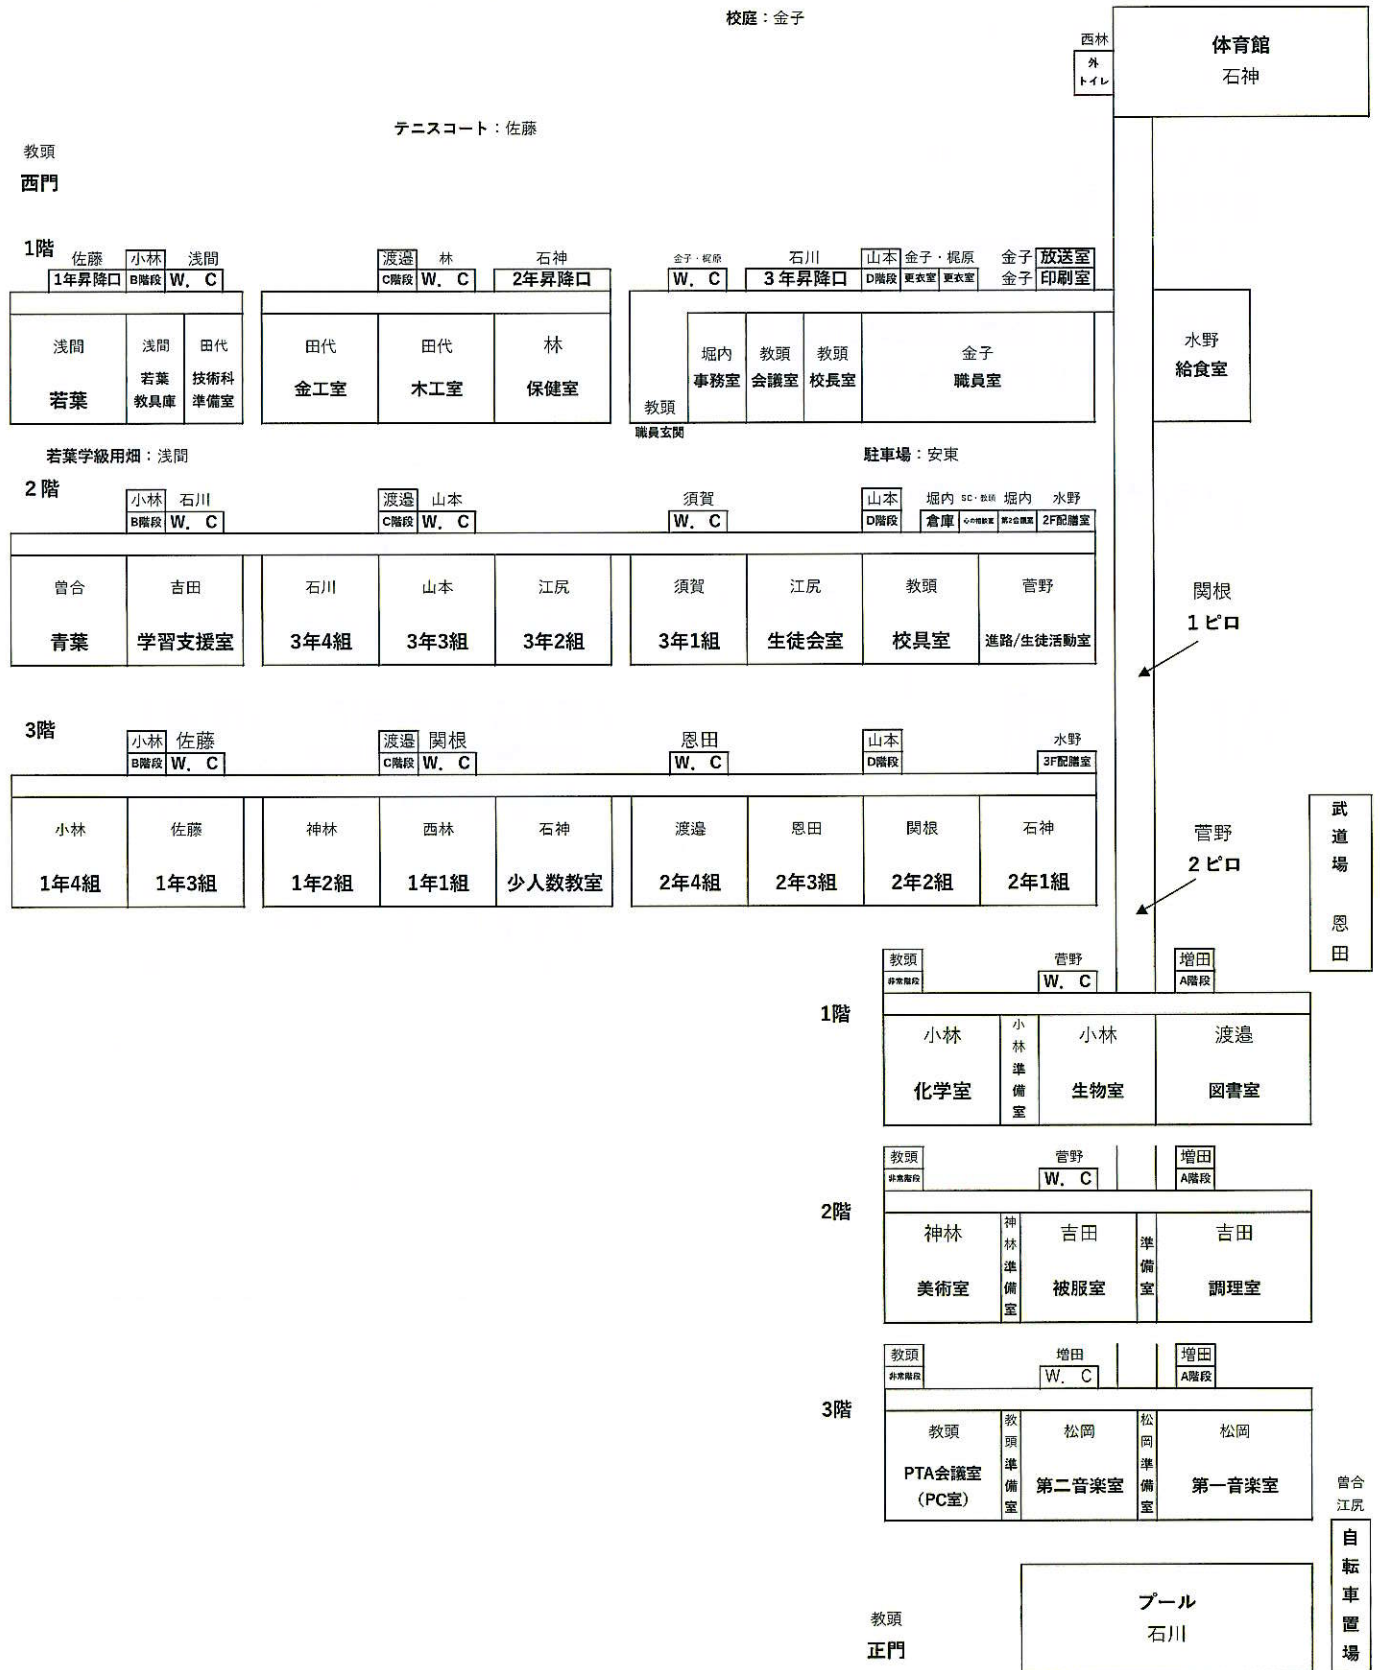 校庭：金子
西林
外
トイレ
体育館
石神
テニスコート：佐藤
教頭
西門
1階
佐藤 小林 浅間 渡邉 林 石神 金子・梶原 石川 山本 金子・梶原 金子 放送室
1年昇降口 B階段 W．C C階段 W．C 2年昇降口 W．C 3年昇降口 D階段 更衣室 更衣室 金子 印刷室
浅間
若葉
浅間
若葉
教具庫
田代
技術科
準備室
田代
金工室
田代
木工室
林
保健室
教頭
職員玄関
堀内
事務室
教頭
会議室
教頭
校長室
金子
職員室
水野
給食室
若葉学級用畑：浅間
駐車場：安東
2階
小林 石川 渡邉 山本 須賀 山本 堀内 SC・教頭 堀内 水野
B階段 W．C C階段 W．C W．C D階段 倉庫 心の相談室 第2会議室 2F配膳室
曽合 吉田 石川 山本 江尻 須賀 江尻 教頭 菅野
青葉 学習支援室 3年4組 3年3組 3年2組 3年1組 生徒会室 校具室 進路/生徒活動室
関根
1ピロ
3階
小林 佐藤 渡邉 関根 恩田 山本 水野
B階段 W．C C階段 W．C W．C D階段 3F配膳室
小林 佐藤 神林 西林 石神 渡邉 恩田 関根 石神
1年4組 1年3組 1年2組 1年1組 少人数教室 2年4組 2年3組 2年2組 2年1組
菅野
2ピロ
武道場 恩田
1階
教頭 菅野 増田
非常階段 W．C A階段
小林
化学室
小林準備室
小林
生物室
渡邉
図書室
2階
教頭 菅野 増田
非常階段 W．C A階段
神林
美術室
神林準備室
吉田
被服室
準備室
吉田
調理室
3階
教頭 増田 増田
非常階段 W．C A階段
教頭
PTA会議室
（PC室）
教頭準備室
松岡
第二音楽室
松岡準備室
松岡
第一音楽室
曽合
江尻
自転車置場
プール
石川
教頭
正門